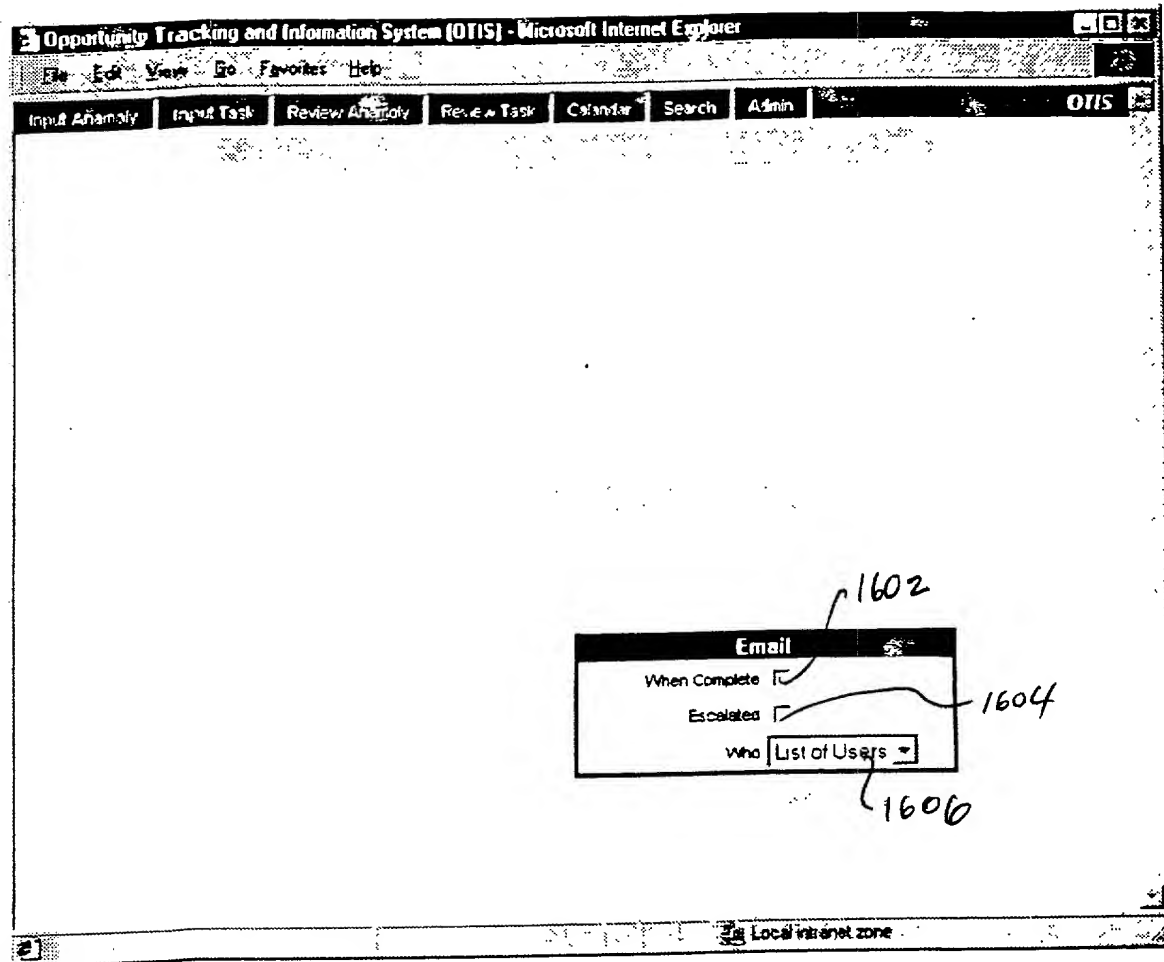 Opportunity Tracking and Information System (OTIS) - Microsoft Internet Explorer
File Edit View Go Favorites Help
Input Anamoly Input Task Review Anamoly Review Task Calandar Search Admin OTIS
1602
Email
When Complete
Escalated
1604
Who List of Users
1606
Local intranet zone